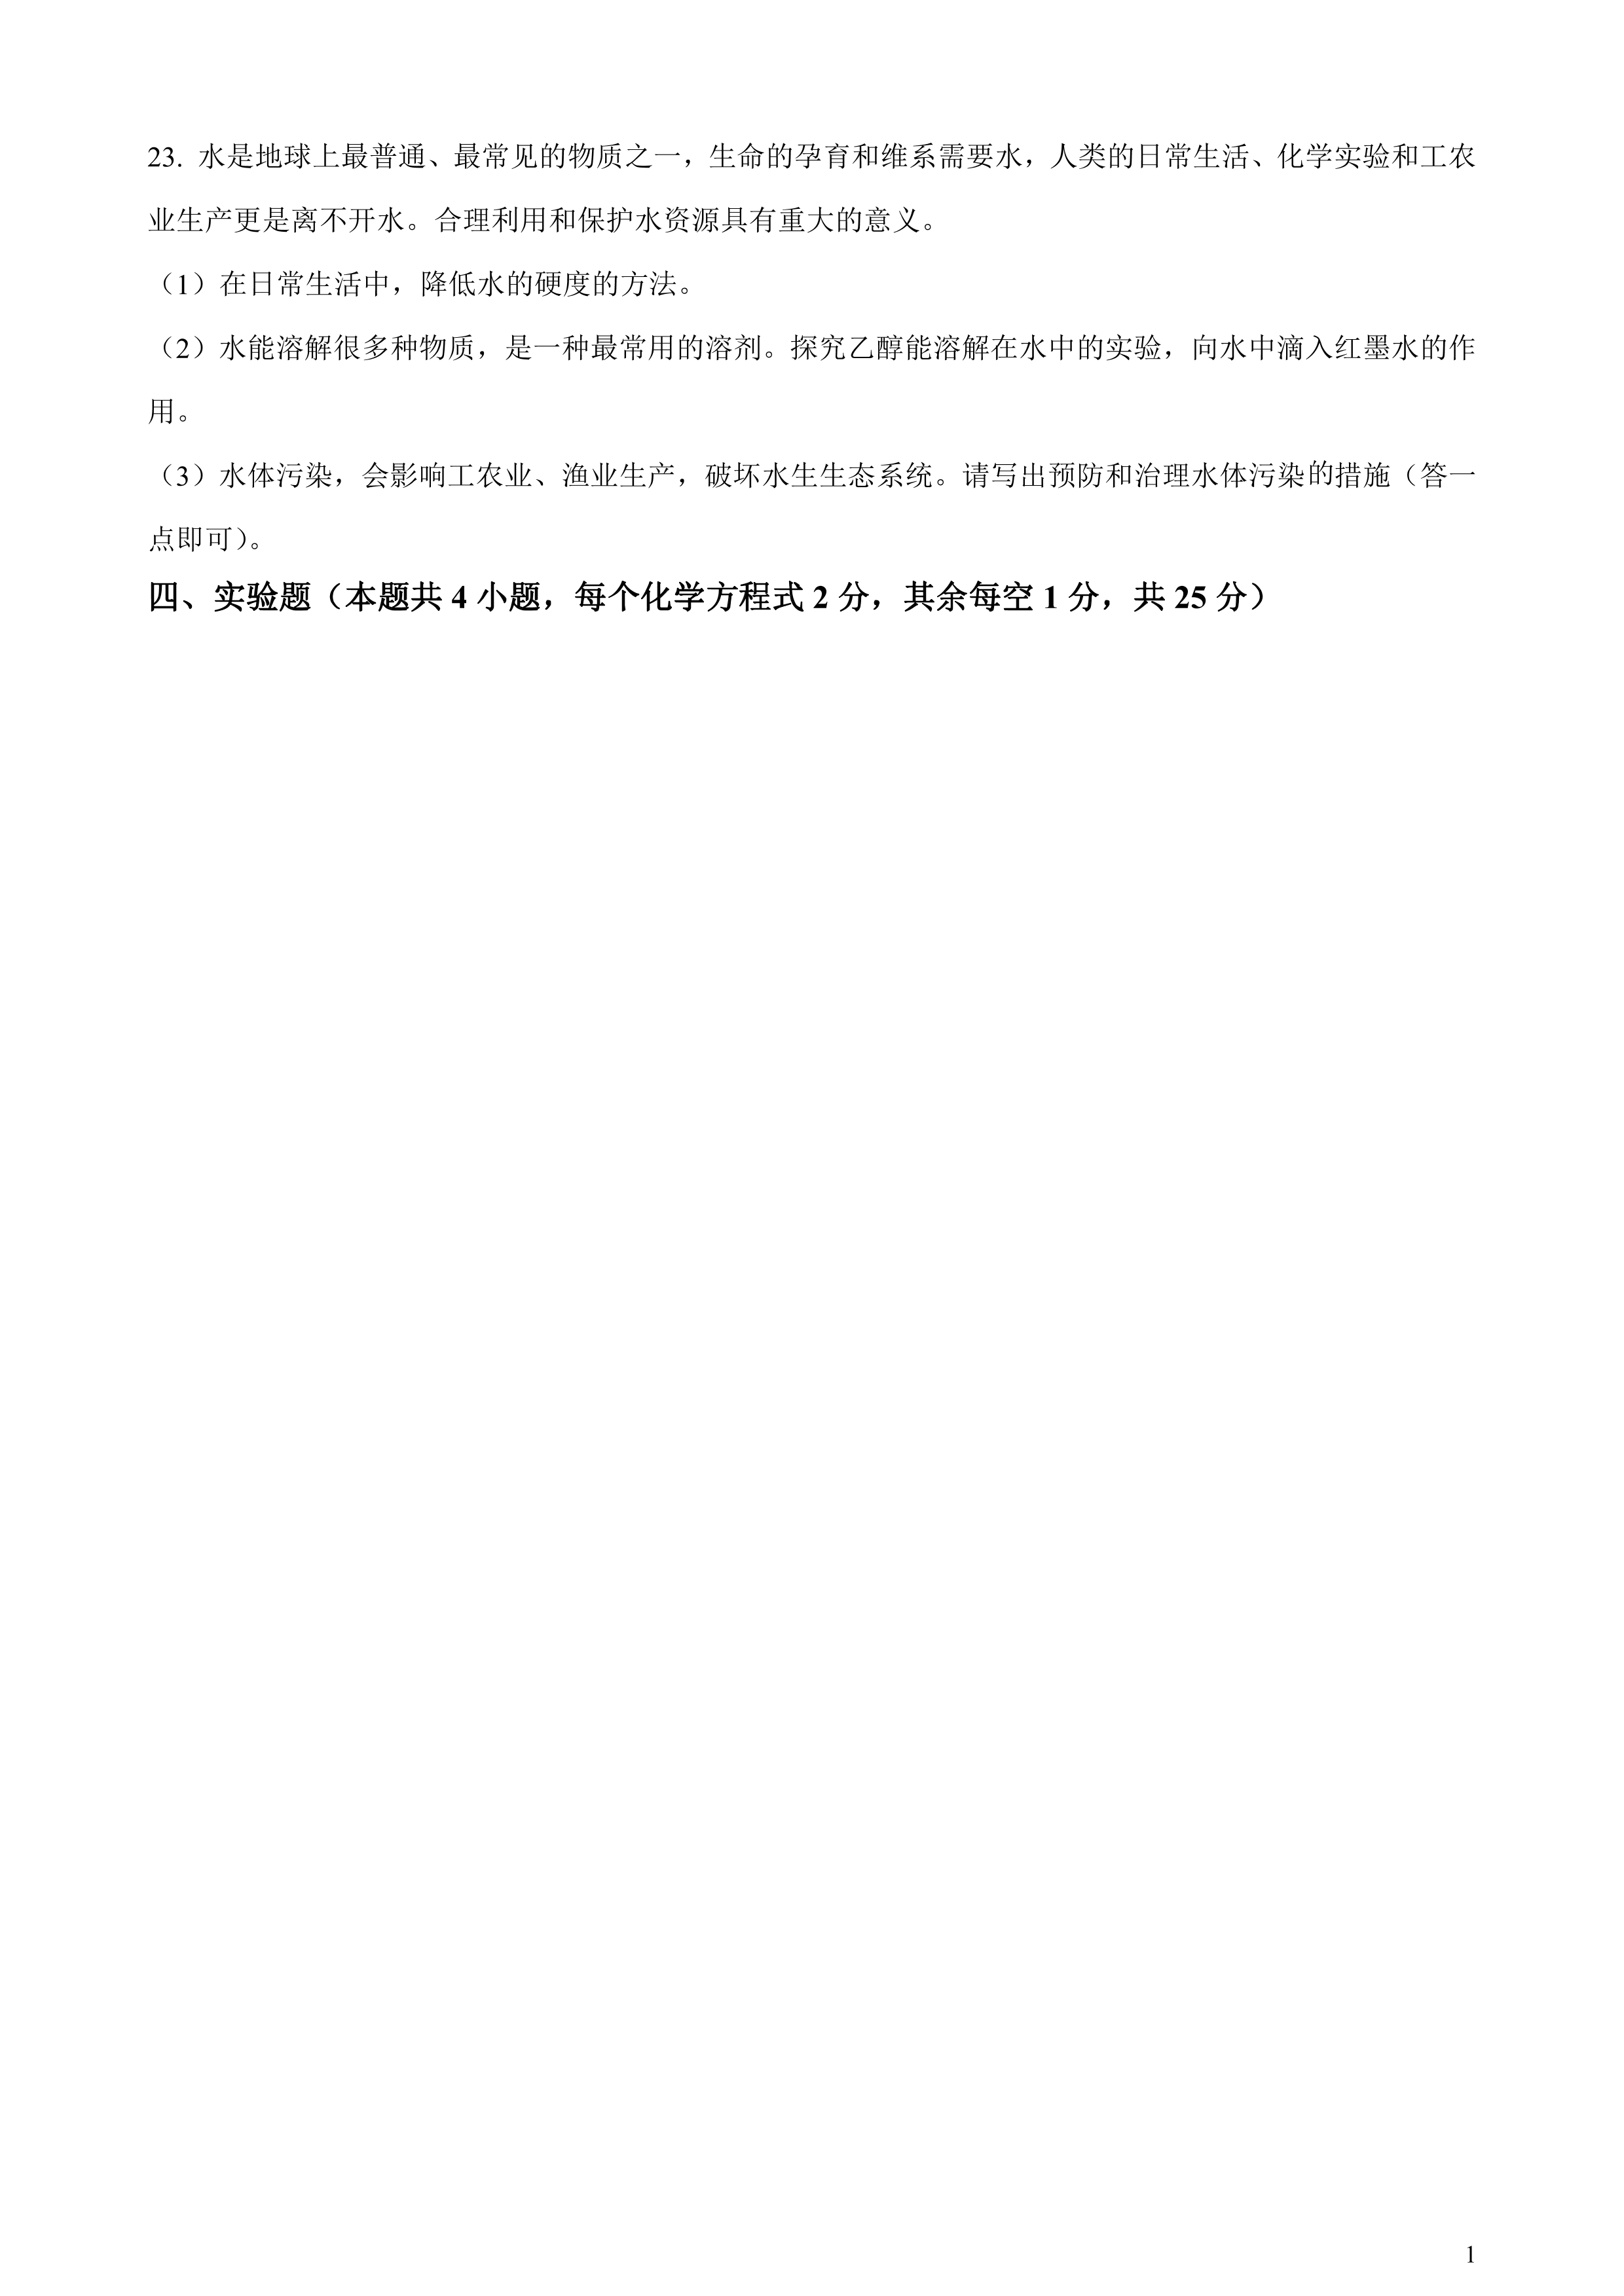 23. 水是地球上最普通、最常见的物质之一，生命的孕育和维系需要水，人类的日常生活、化学实验和工农
业生产更是离不开水。合理利用和保护水资源具有重大的意义。
（1）在日常生活中，降低水的硬度的方法。
（2）水能溶解很多种物质，是一种最常用的溶剂。探究乙醇能溶解在水中的实验，向水中滴入红墨水的作
用。
（3）水体污染，会影响工农业、渔业生产，破坏水生生态系统。请写出预防和治理水体污染的措施（答一
点即可）。
四、实验题（本题共 4 小题，每个化学方程式 2 分，其余每空 1 分，共 25 分）
1